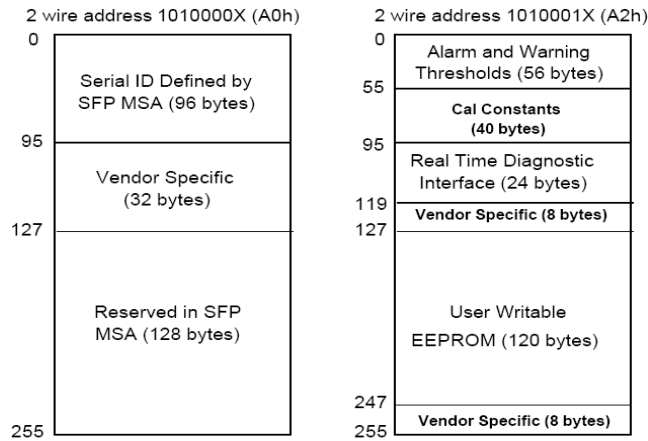 2 wire address 1010000X (A0h)
0
Serial ID Defined by
SFP MSA (96 bytes)
95
Vendor Specific
(32 bytes)
127
Reserved in SFP
MSA (128 bytes)
255
2 wire address 1010001X (A2h)
0
Alarm and Warning
Thresholds (56 bytes)
55
Cal Constants
(40 bytes)
95
Real Time Diagnostic
Interface (24 bytes)
119
Vendor Specific (8 bytes)
127
User Writable
EEPROM (120 bytes)
247
Vendor Specific (8 bytes)
255